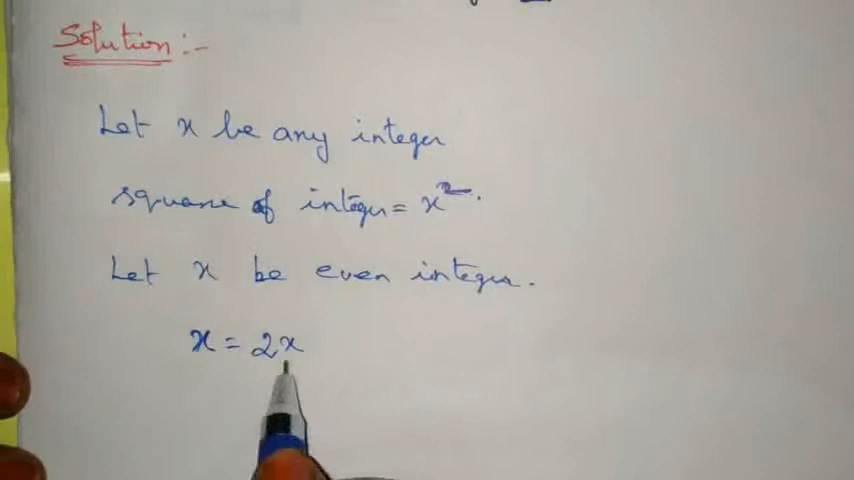 Solution :-
Let x be any integer
square of integer = x².
Let x be even integer.
x = 2x